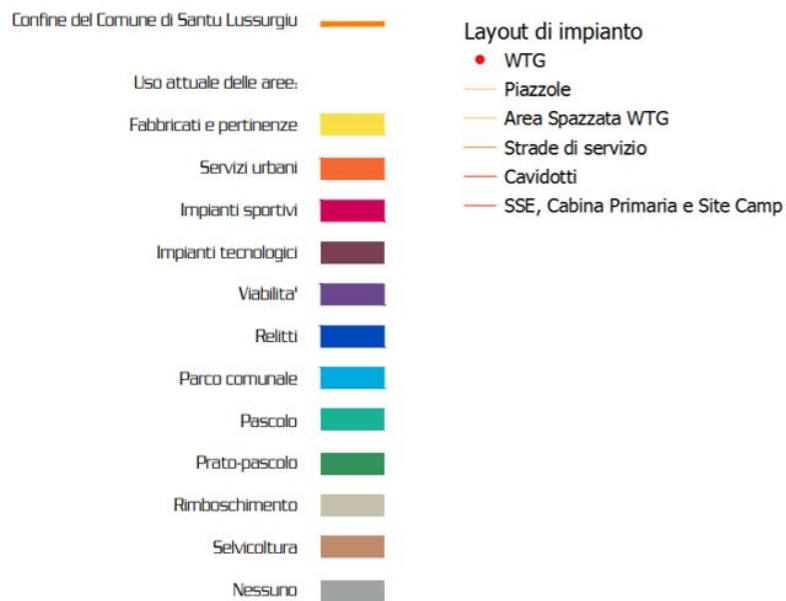 Confine del Comune di Santu Lussurgiu
Uso attuale delle aree:
Fabbricati e pertinenze
Servizi urbani
Impianti sportivi
Impianti tecnologici
Viabilita'
Relitti
Parco comunale
Pascolo
Prato-pascolo
Rimboschimento
Selvicoltura
Nessuno
Layout di impianto
WTG
Piazzole
Area Spazzata WTG
Strade di servizio
Cavidotti
SSE, Cabina Primaria e Site Camp